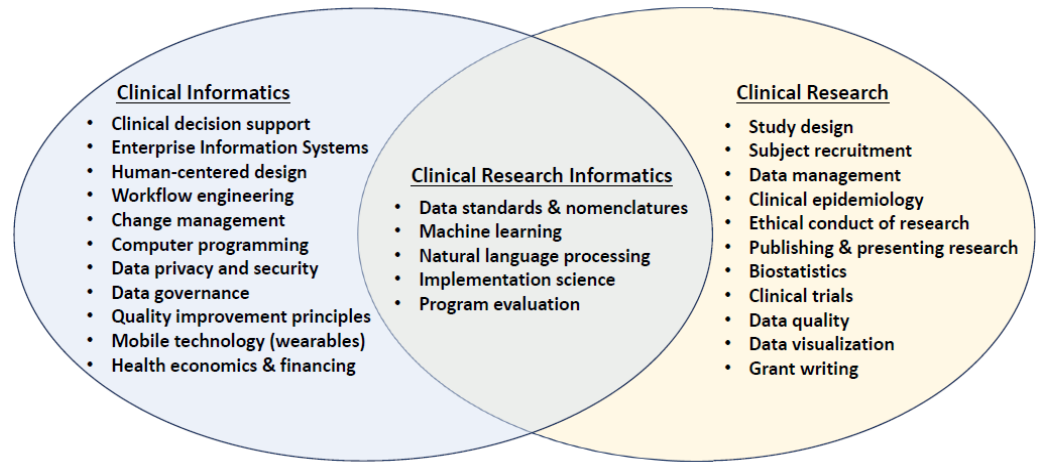 Clinical Informatics
• Clinical decision support
• Enterprise Information Systems
• Human-centered design
• Workflow engineering
• Change management
• Computer programming
• Data privacy and security
• Data governance
• Quality improvement principles
• Mobile technology (wearables)
• Health economics & financing
Clinical Research Informatics
• Data standards & nomenclatures
• Machine learning
• Natural language processing
• Implementation science
• Program evaluation
Clinical Research
• Study design
• Subject recruitment
• Data management
• Clinical epidemiology
• Ethical conduct of research
• Publishing & presenting research
• Biostatistics
• Clinical trials
• Data quality
• Data visualization
• Grant writing